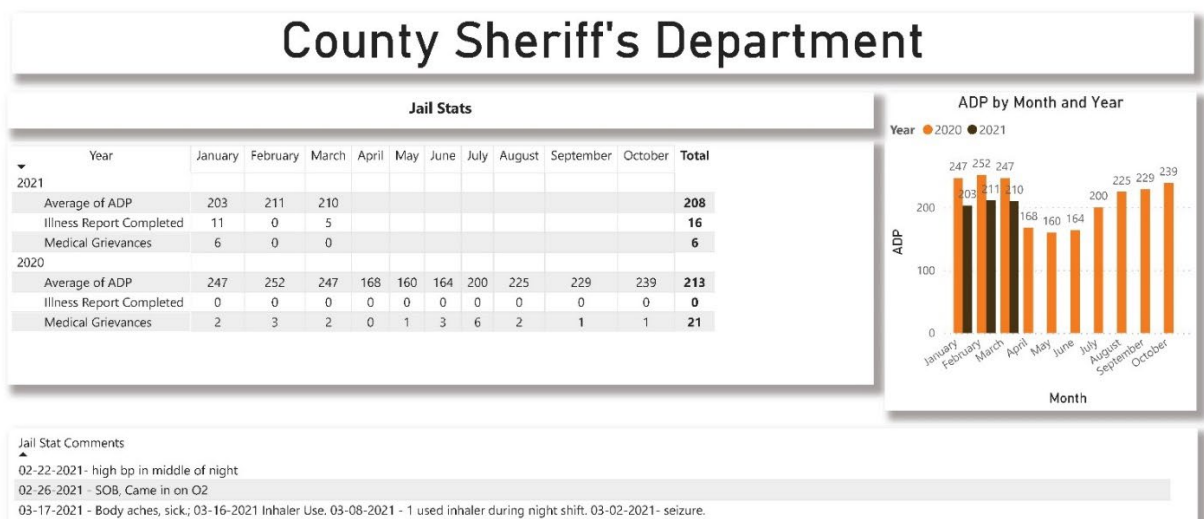 County Sheriff's Department
Jail Stats
Year January February March April May June July August September October Total
2021
Average of ADP 203 211 210 208
Illness Report Completed 11 0 5 16
Medical Grievances 6 0 0 6
2020
Average of ADP 247 252 247 168 160 164 200 225 229 239 213
Illness Report Completed 0 0 0 0 0 0 0 0 0 0 0
Medical Grievances 2 3 2 0 1 3 6 2 1 1 21
ADP by Month and Year
Year 2020 2021
247 252 247 168 160 164 200 225 229 239
203 211 210
200
100
0
ADP
January February March April May June July August September October
Month
Jail Stat Comments
02-22-2021- high bp in middle of night
02-26-2021 - SOB, Came in on O2
03-17-2021 - Body aches, sick.; 03-16-2021 Inhaler Use. 03-08-2021 - 1 used inhaler during night shift. 03-02-2021- seizure.